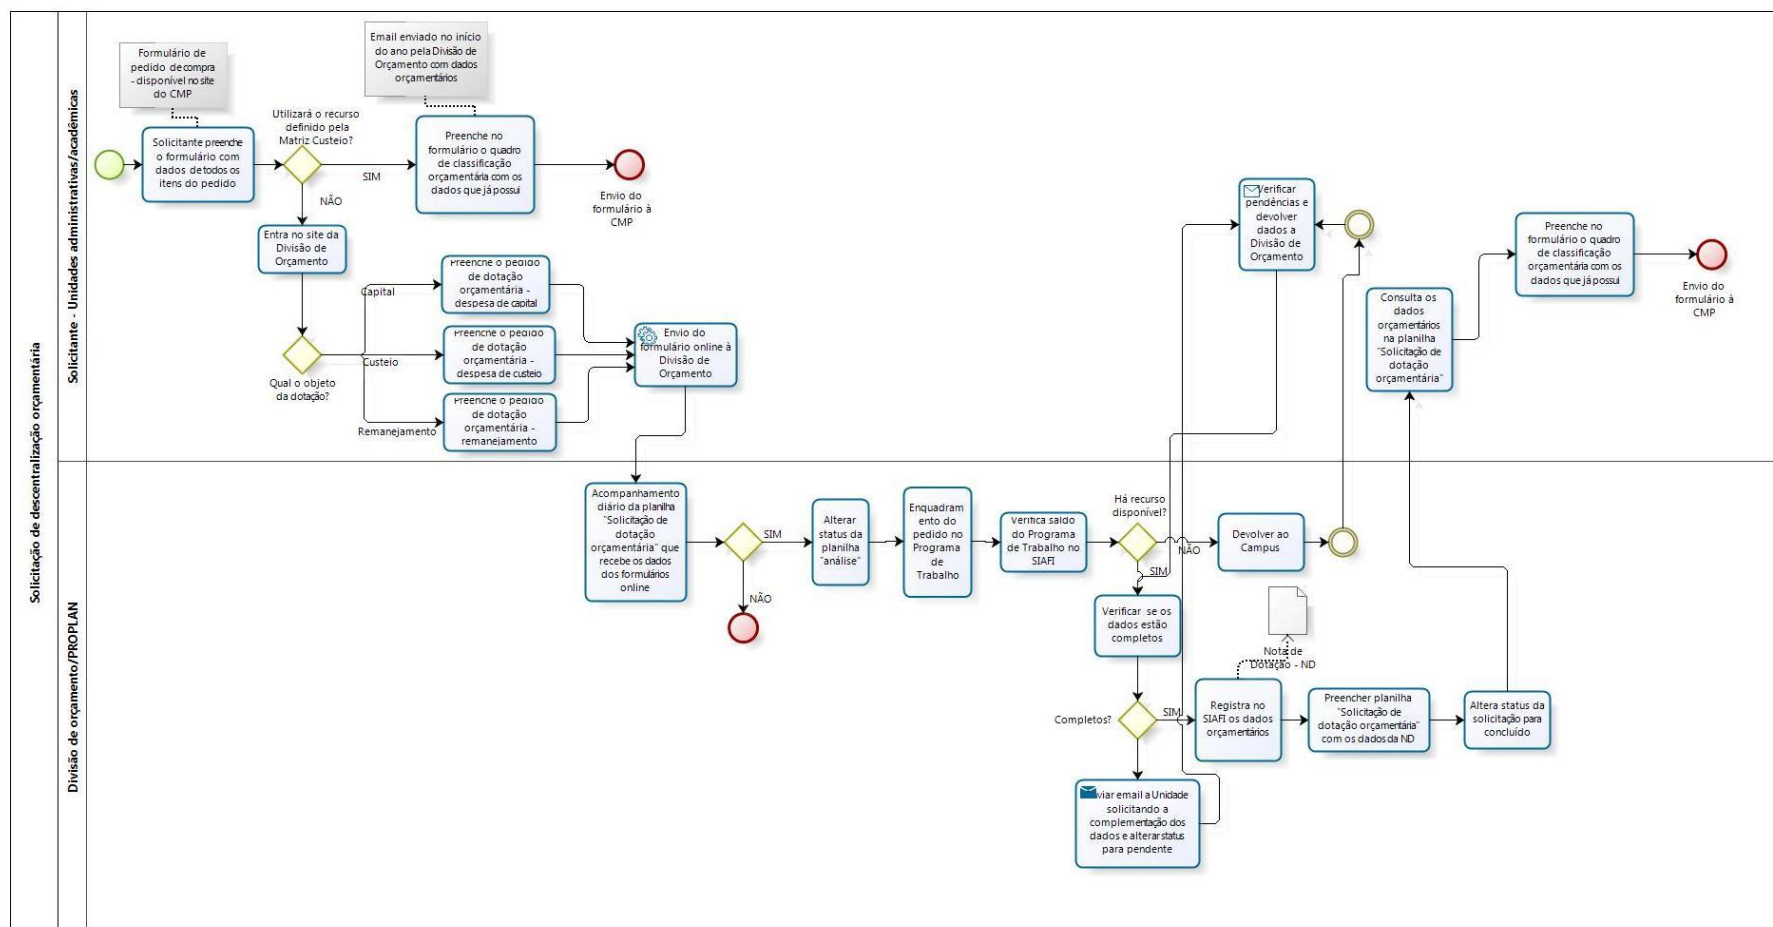 Solicitação de descentralização orçamentária
Solicitante - Unidades administrativas/acadêmicas
Formulário de
pedido de compra
- disponível no site
do CMP
Email enviado no início
do ano pela Divisão de
Orçamento com dados
orçamentários
Solicitante preenche
o formulário com
dados de todos os
itens do pedido
Utilizará o recurso
definido pela
Matriz Custeio?
SIM
NÃO
Preenche no
formulário o quadro
de classificação
orçamentária com os
dados que já possui
Envio do
formulário à
CMP
Entra no site da
Divisão de
Orçamento
Qual o objeto
da dotação?
Capital
Custeio
Remanejamento
Preenche o pedido
de dotação
orçamentária -
despesa de capital
Preenche o pedido
de dotação
orçamentária -
despesa de custeio
Preenche o pedido
de dotação
orçamentária -
remanejamento
Envio do
formulário online à
Divisão de
Orçamento
Verificar
pendências e
devolver
dados a
Divisão de
Orçamento
Consulta os
dados
orçamentários
na planilha
"Solicitação de
dotação
orçamentária"
Preenche no
formulário o quadro
de classificação
orçamentária com os
dados que já possui
Envio do
formulário à
CMP
Divisão de orçamento/PROPLAN
Acompanhamento
diário da planilha
"Solicitação de
dotação
orçamentária" que
recebe os dados
dos formulários
online
SIM
NÃO
Alterar
status da
planilha
"análise"
Enquadram
ento do
pedido no
Programa
de
Trabalho
Verifica saldo
do Programa
de Trabalho no
SIAFI
Há recurso
disponível?
NÃO
SIM
Devolver ao
Campus
Verificar se os
dados estão
completos
Completos?
SIM
Nota de
Dotação - ND
Registra no
SIAFI os dados
orçamentários
Preencher planilha
"Solicitação de
dotação orçamentária"
com os dados da ND
Altera status da
solicitação para
concluído
viar email a Unidade
solicitando a
complementação dos
dados e alterar status
para pendente